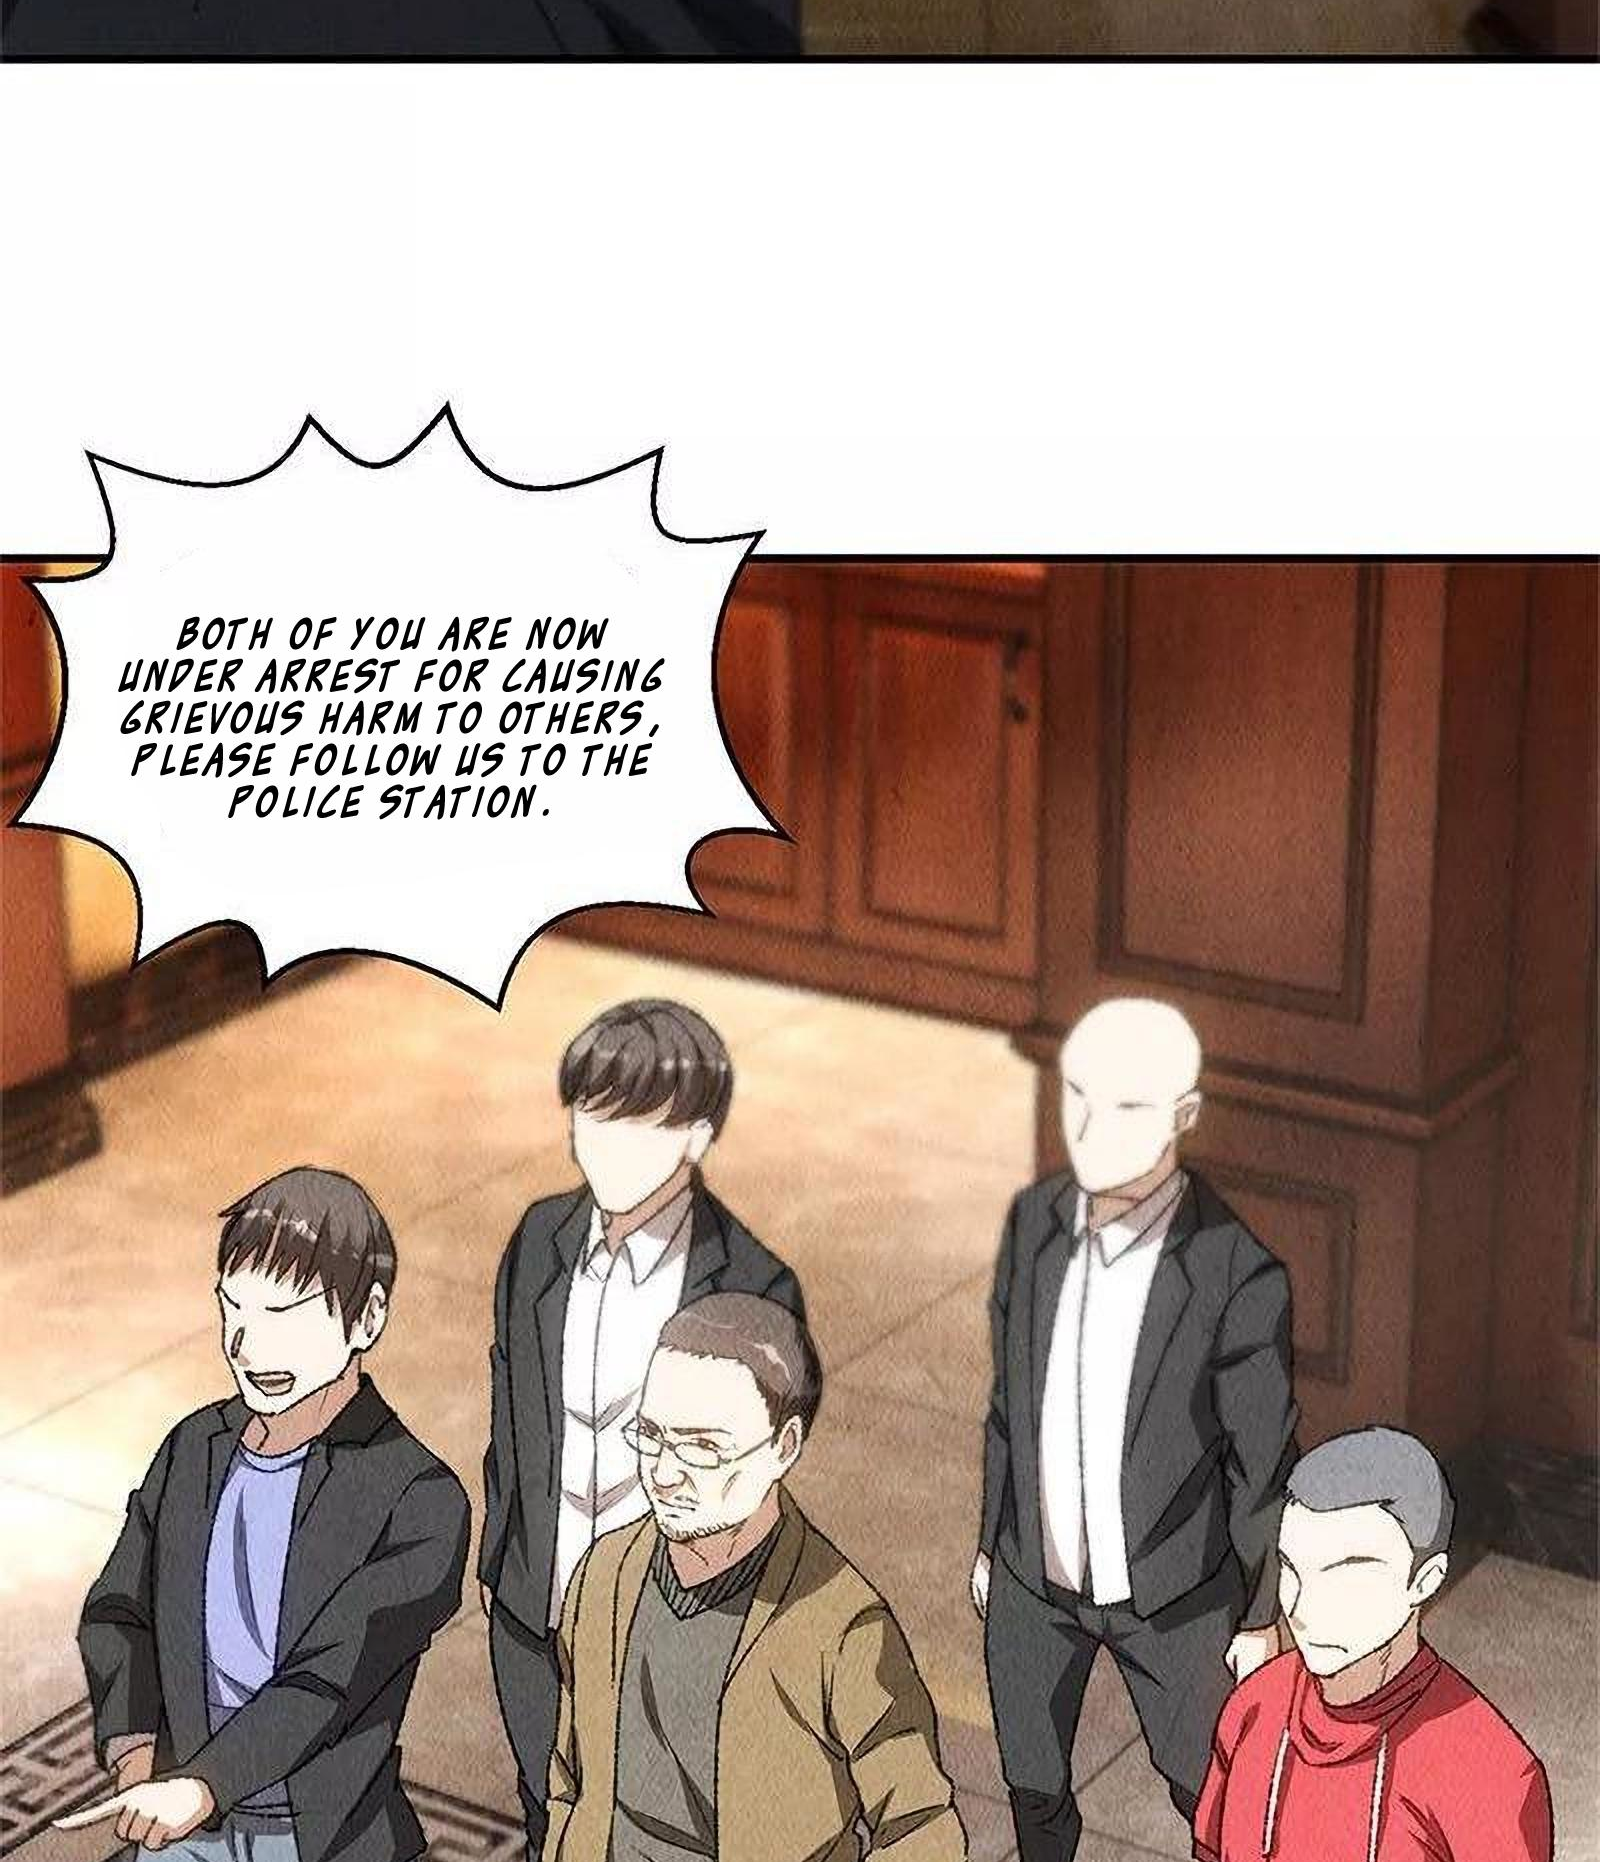 BOTH OF YOU ARE NOW
UNDER ARREST FOR CAUSING
GRIEVOUS HARM TO OTHERS,
PLEASE FOLLOW US TO THE
POLICE STATION.